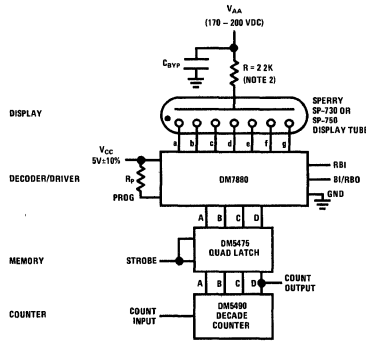 VAA
(170 – 200 VDC)
CBYP
R = 2 2K
(NOTE 2)
DISPLAY
SPERRY
SP-730 OR
SP-750
DISPLAY TUBE
a b c d e f g
VCC
5V±10%
RP
PROG
DECODER/DRIVER
DM7880
RBI
BI/RBO
GND
A B C D
MEMORY
STROBE
DM5475
QUAD LATCH
A B C D
COUNT
OUTPUT
COUNTER
COUNT
INPUT
DM5490
DECADE
COUNTER